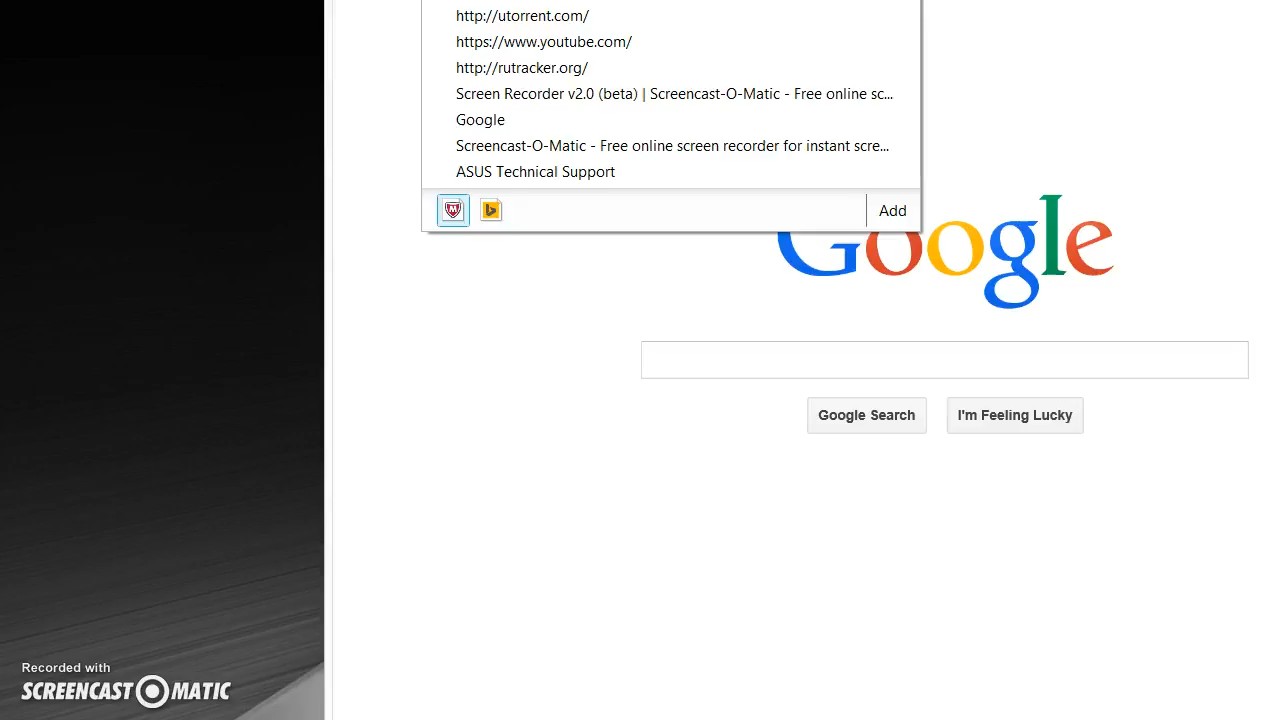 http://utorrent.com/
https://www.youtube.com/
http://rutracker.org/
Screen Recorder v2.0 (beta) | Screencast-O-Matic - Free online sc...
Google
Screencast-O-Matic - Free online screen recorder for instant scre...
ASUS Technical Support
Add
Google
Google Search
I'm Feeling Lucky
Recorded with
SCREENCAST O MATIC